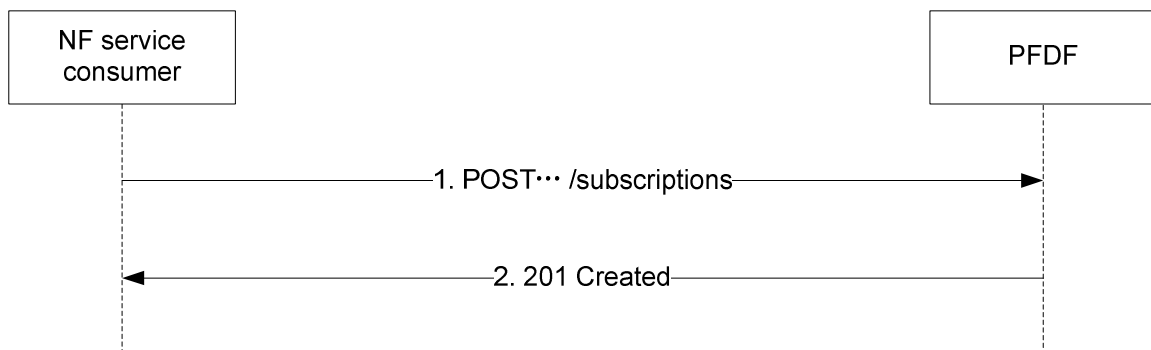 NF service
consumer
PFDF
1. POST··· /subscriptions
2. 201 Created